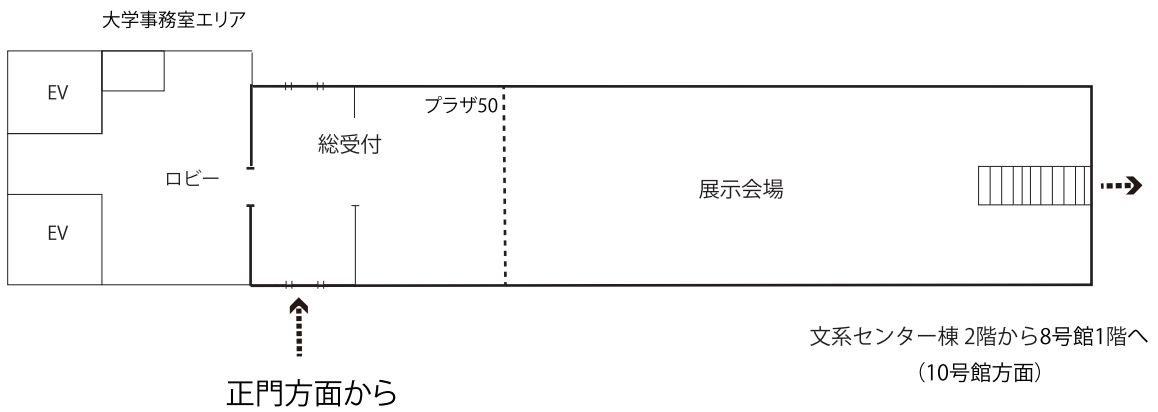 大学事務室エリア
EV
プラザ50
総受付
ロビー
展示会場
EV
文系センター棟 2階から8号館1階へ
（10号館方面）
正門方面から